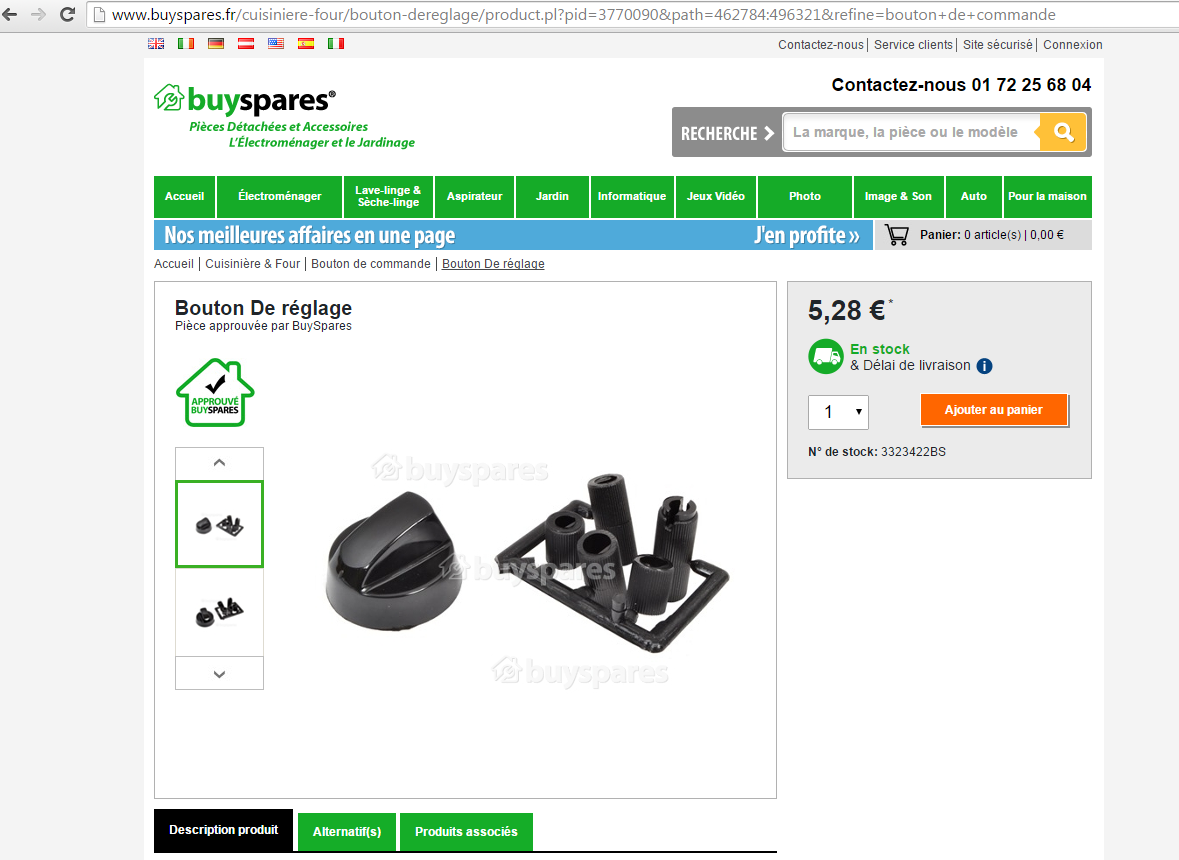 www.buyspares.fr/cuisiniere-four/bouton-dereglage/product.pl?pid=3770090&path=462784:496321&refine=bouton+de+commande
Contactez-nous | Service clients | Site sécurisé | Connexion
buyspares®
Pièces Détachées et Accessoires
L'Électroménager et le Jardinage
Contactez-nous 01 72 25 68 04
RECHERCHE
La marque, la pièce ou le modèle
Accueil
Électroménager
Lave-linge &
Sèche-linge
Aspirateur
Jardin
Informatique
Jeux Vidéo
Photo
Image & Son
Auto
Pour la maison
Nos meilleures affaires en une page
J'en profite »
Panier: 0 article(s) | 0,00 €
Accueil | Cuisinière & Four | Bouton de commande | Bouton De réglage
Bouton De réglage
Pièce approuvée par BuySpares
APPROUVÉ
BUYSPARES
buyspares
buyspares
buyspares
5,28 €*
En stock
& Délai de livraison i
1
Ajouter au panier
N° de stock: 3323422BS
Description produit
Alternatif(s)
Produits associés